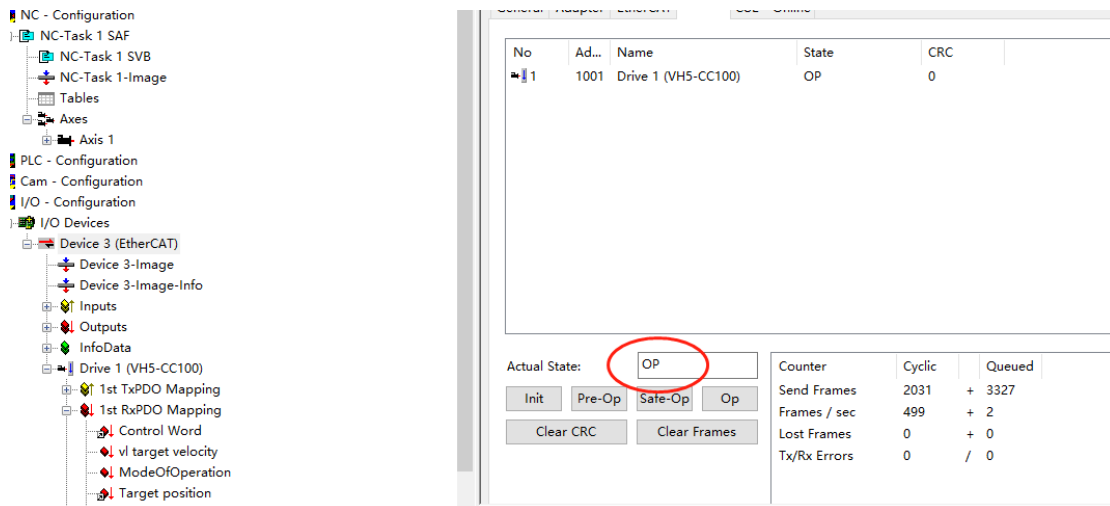 NC - Configuration
NC-Task 1 SAF
NC-Task 1 SVB
NC-Task 1-Image
Tables
Axes
Axis 1
PLC - Configuration
Cam - Configuration
I/O - Configuration
I/O Devices
Device 3 (EtherCAT)
Device 3-Image
Device 3-Image-Info
Inputs
Outputs
InfoData
Drive 1 (VH5-CC100)
1st TxPDO Mapping
1st RxPDO Mapping
Control Word
vl target velocity
ModeOfOperation
Target position
General Adapter EtherCAT Online
No Ad... Name State CRC
1 1001 Drive 1 (VH5-CC100) OP 0
Actual State: OP
Init Pre-Op Safe-Op Op
Clear CRC Clear Frames
Counter Cyclic Queued
Send Frames 2031 + 3327
Frames / sec 499 + 2
Lost Frames 0 + 0
Tx/Rx Errors 0 / 0